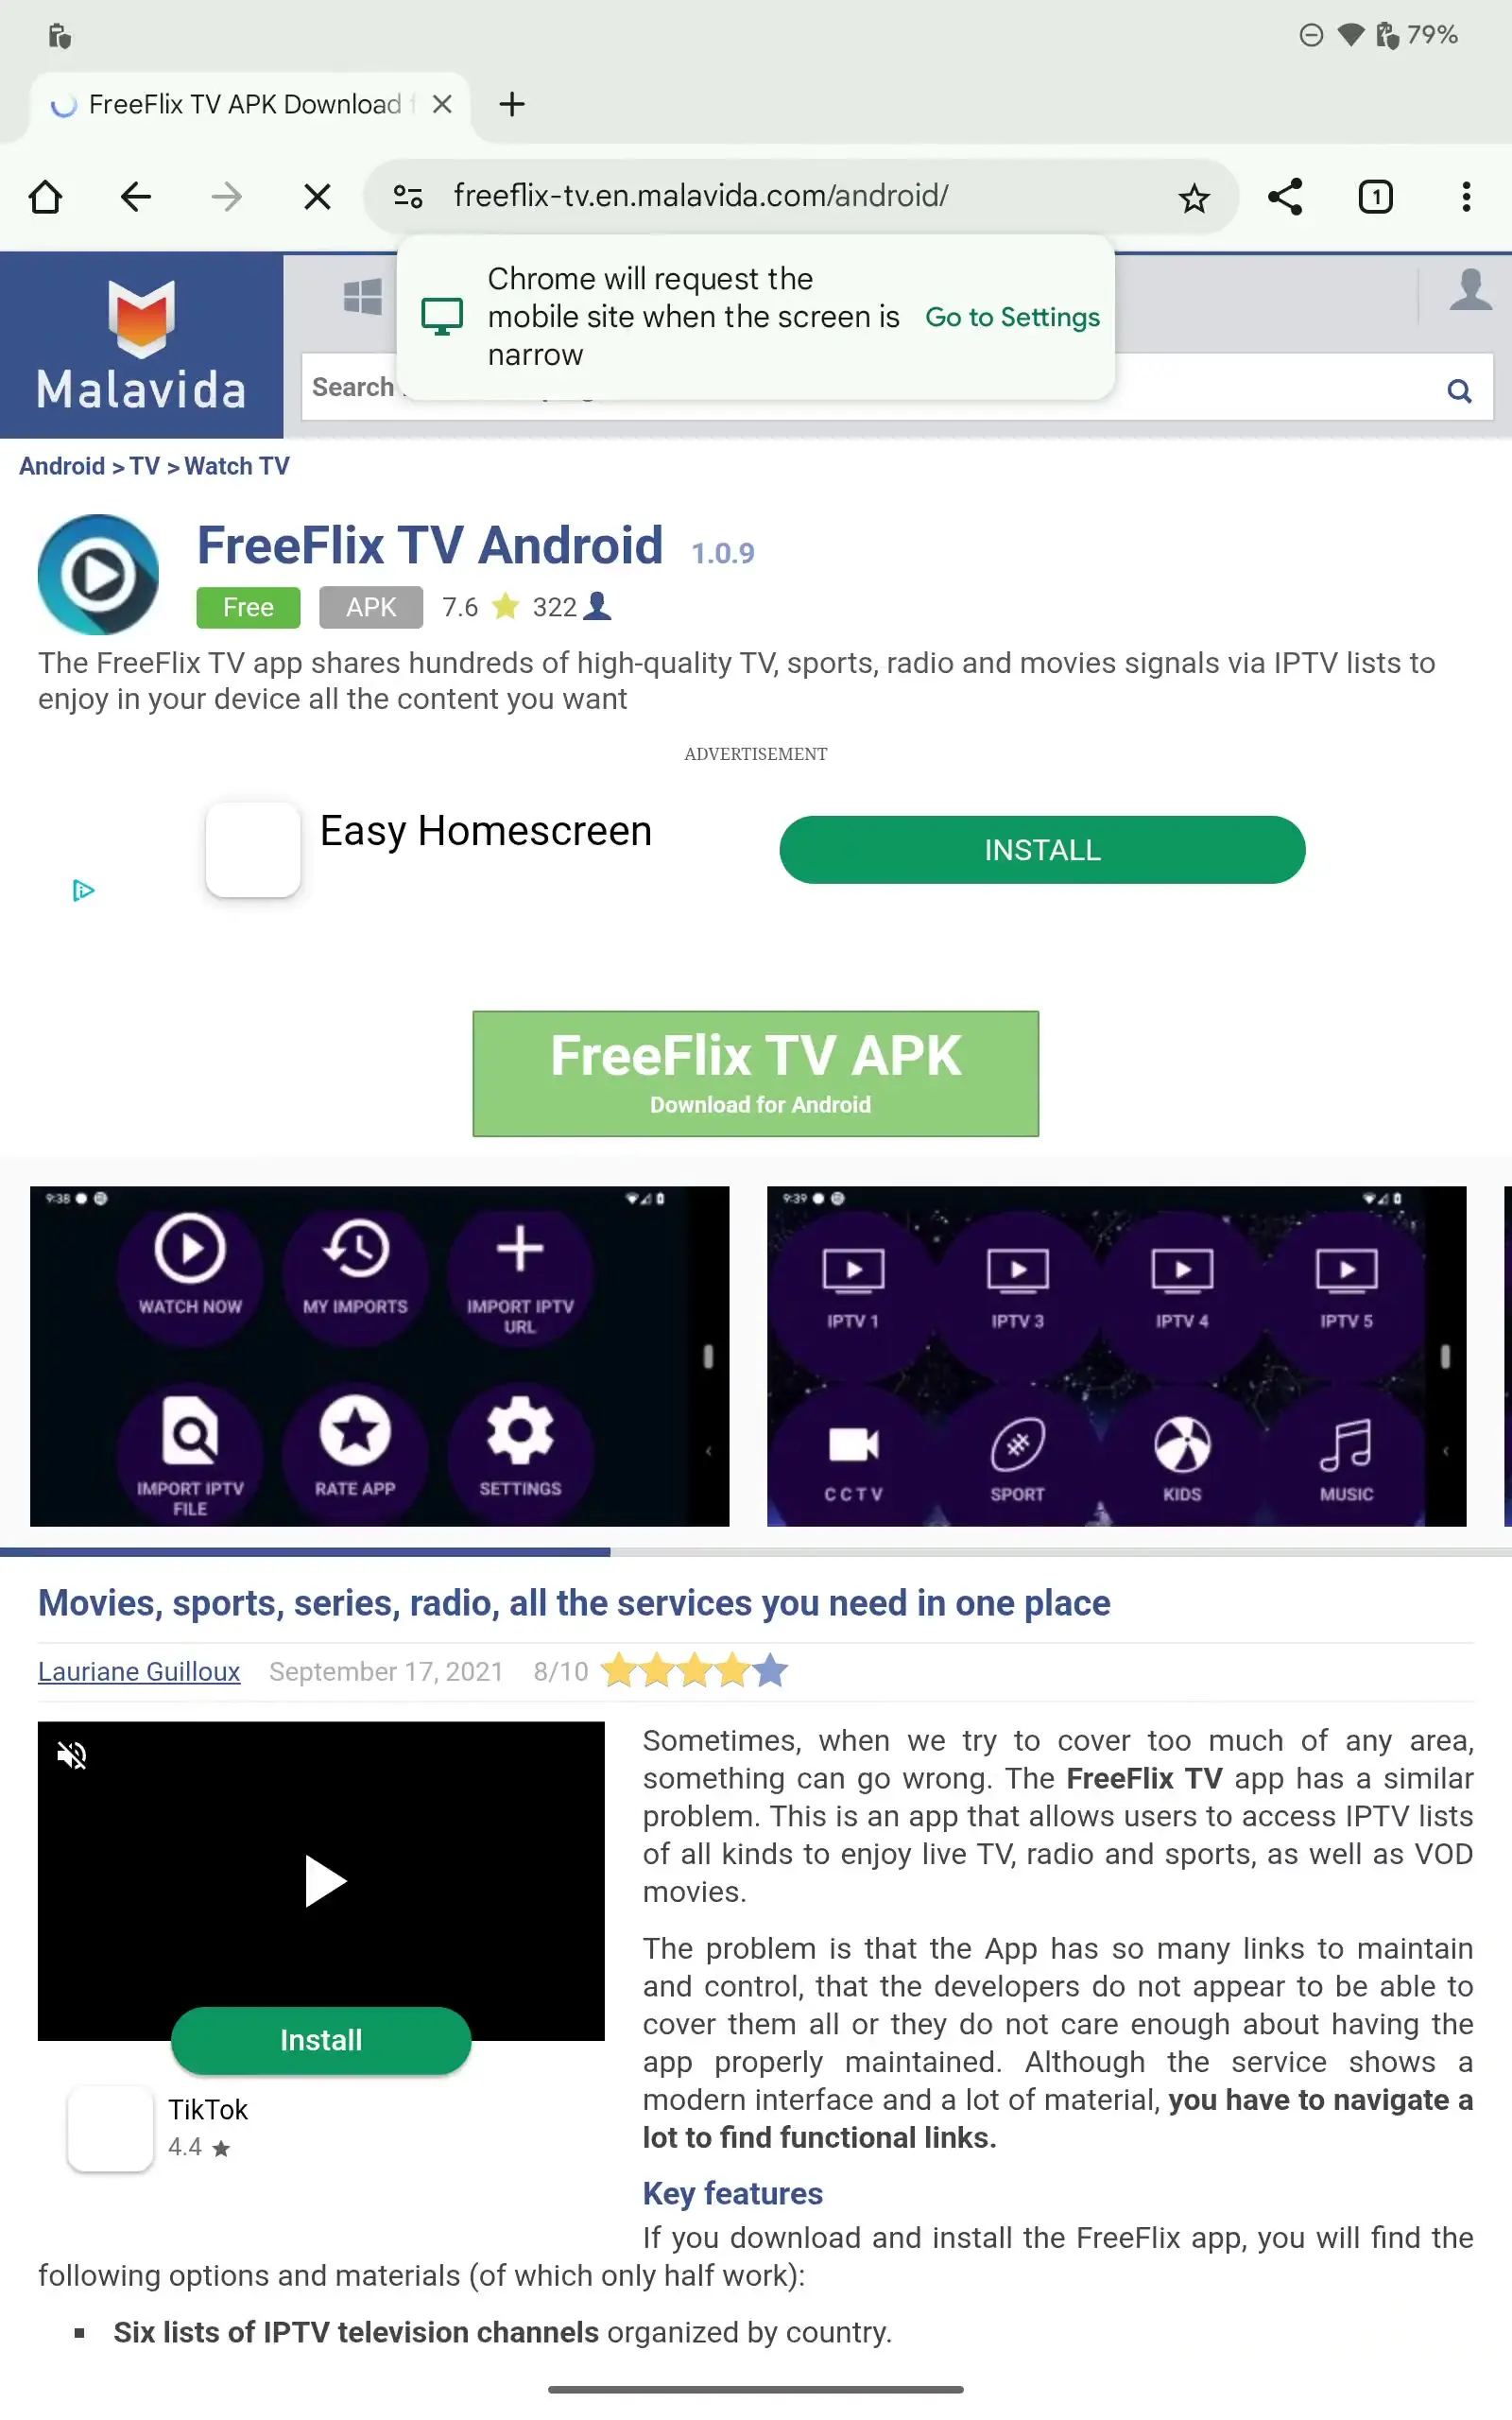 79%
FreeFlix TV APK Download
freeflix-tv.en.malavida.com/android/
Chrome will request the
mobile site when the screen is
narrow
Go to Settings
Malavida
Search
Android > TV > Watch TV
FreeFlix TV Android 1.0.9
Free APK 7.6 322
The FreeFlix TV app shares hundreds of high-quality TV, sports, radio and movies signals via IPTV lists to
enjoy in your device all the content you want
ADVERTISEMENT
Easy Homescreen
INSTALL
FreeFlix TV APK
Download for Android
9:38
WATCH NOW
MY IMPORTS
IMPORT IPTV
URL
IMPORT IPTV
FILE
RATE APP
SETTINGS
9:39
IPTV 1
IPTV 3
IPTV 4
IPTV 5
CCTV
SPORT
KIDS
MUSIC
Movies, sports, series, radio, all the services you need in one place
Lauriane Guilloux September 17, 2021 8/10
Sometimes, when we try to cover too much of any area,
something can go wrong. The FreeFlix TV app has a similar
problem. This is an app that allows users to access IPTV lists
of all kinds to enjoy live TV, radio and sports, as well as VOD
movies.
The problem is that the App has so many links to maintain
and control, that the developers do not appear to be able to
cover them all or they do not care enough about having the
app properly maintained. Although the service shows a
modern interface and a lot of material, you have to navigate a
lot to find functional links.
Install
TikTok
4.4
Key features
If you download and install the FreeFlix app, you will find the
following options and materials (of which only half work):
▪ Six lists of IPTV television channels organized by country.